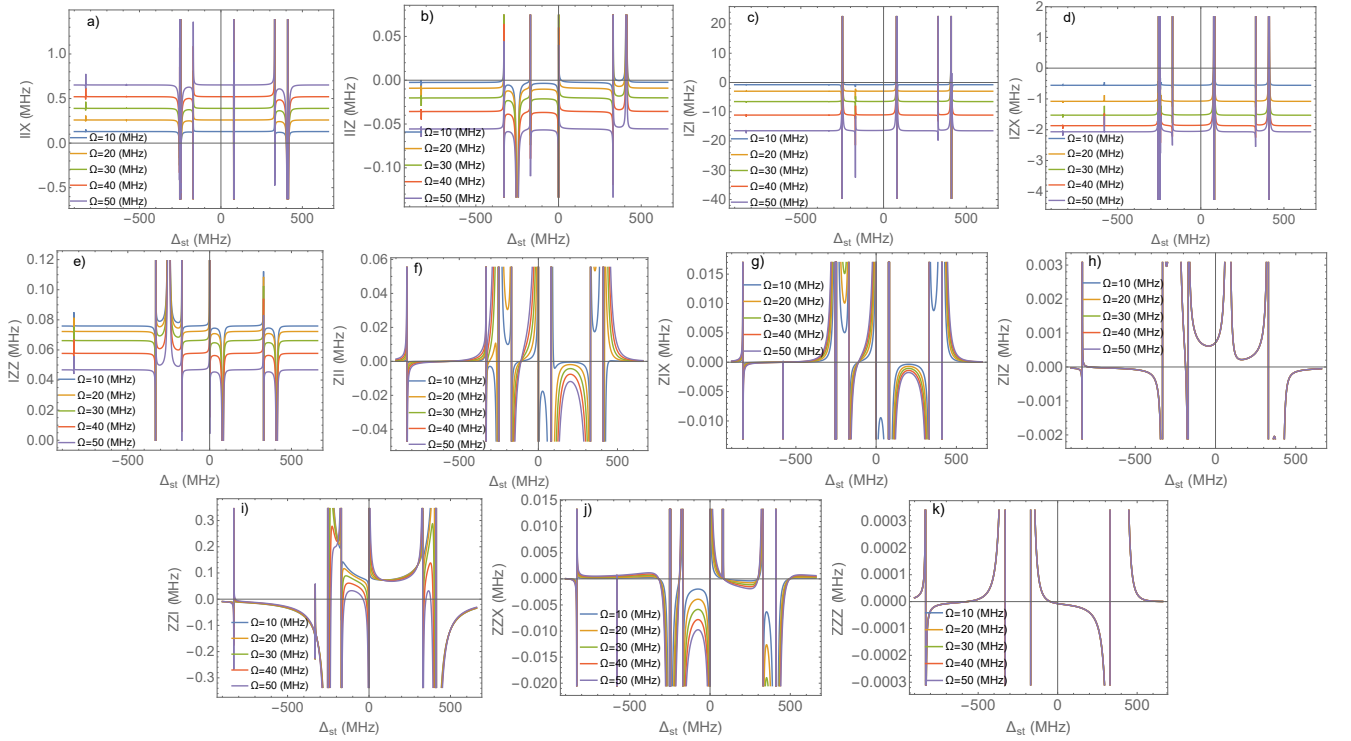 a)
IIX (MHz)
1.0
0.5
0.0
−0.5
Ω=10 (MHz)
Ω=20 (MHz)
Ω=30 (MHz)
Ω=40 (MHz)
Ω=50 (MHz)
−500 0 500
Δst (MHz)
b)
IIZ (MHz)
0.05
0.00
−0.05
−0.10
Ω=10 (MHz)
Ω=20 (MHz)
Ω=30 (MHz)
Ω=40 (MHz)
Ω=50 (MHz)
−500 0 500
Δst (MHz)
c)
IZI (MHz)
20
10
0
−10
−20
−30
−40
Ω=10 (MHz)
Ω=20 (MHz)
Ω=30 (MHz)
Ω=40 (MHz)
Ω=50 (MHz)
−500 0 500
Δst (MHz)
d)
IZX (MHz)
2
1
0
−1
−2
−3
−4
Ω=10 (MHz)
Ω=20 (MHz)
Ω=30 (MHz)
Ω=40 (MHz)
Ω=50 (MHz)
−500 0 500
Δst (MHz)
e)
IZZ (MHz)
0.12
0.10
0.08
0.06
0.04
0.02
0.00
Ω=10 (MHz)
Ω=20 (MHz)
Ω=30 (MHz)
Ω=40 (MHz)
Ω=50 (MHz)
−500 0 500
Δst (MHz)
f)
ZII (MHz)
0.06
0.04
0.02
0.00
−0.02
−0.04
Ω=10 (MHz)
Ω=20 (MHz)
Ω=30 (MHz)
Ω=40 (MHz)
Ω=50 (MHz)
−500 0 500
Δst (MHz)
g)
ZIX (MHz)
0.015
0.010
0.005
0.000
−0.005
−0.010
Ω=10 (MHz)
Ω=20 (MHz)
Ω=30 (MHz)
Ω=40 (MHz)
Ω=50 (MHz)
−500 0 500
Δst (MHz)
h)
ZIZ (MHz)
0.003
0.002
0.001
0.000
−0.001
−0.002
Ω=10 (MHz)
Ω=20 (MHz)
Ω=30 (MHz)
Ω=40 (MHz)
Ω=50 (MHz)
−500 0 500
Δst (MHz)
i)
ZZI (MHz)
0.3
0.2
0.1
0.0
−0.1
−0.2
−0.3
Ω=10 (MHz)
Ω=20 (MHz)
Ω=30 (MHz)
Ω=40 (MHz)
Ω=50 (MHz)
−500 0 500
Δst (MHz)
j)
ZZX (MHz)
0.015
0.010
0.005
0.000
−0.005
−0.010
−0.015
−0.020
Ω=10 (MHz)
Ω=20 (MHz)
Ω=30 (MHz)
Ω=40 (MHz)
Ω=50 (MHz)
−500 0 500
Δst (MHz)
k)
ZZZ (MHz)
0.0003
0.0002
0.0001
0.0000
−0.0001
−0.0002
−0.0003
Ω=10 (MHz)
Ω=20 (MHz)
Ω=30 (MHz)
Ω=40 (MHz)
Ω=50 (MHz)
−500 0 500
Δst (MHz)